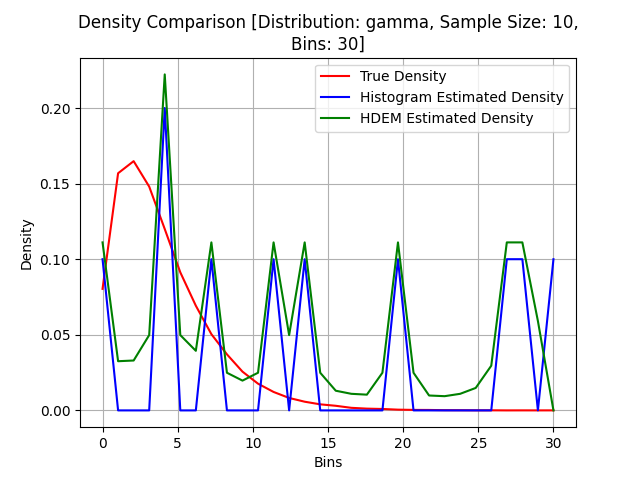 Density Comparison [Distribution: gamma, Sample Size: 10,
Bins: 30]
True Density
Histogram Estimated Density
HDEM Estimated Density
Density
0.20
0.15
0.10
0.05
0.00
0 5 10 15 20 25 30
Bins